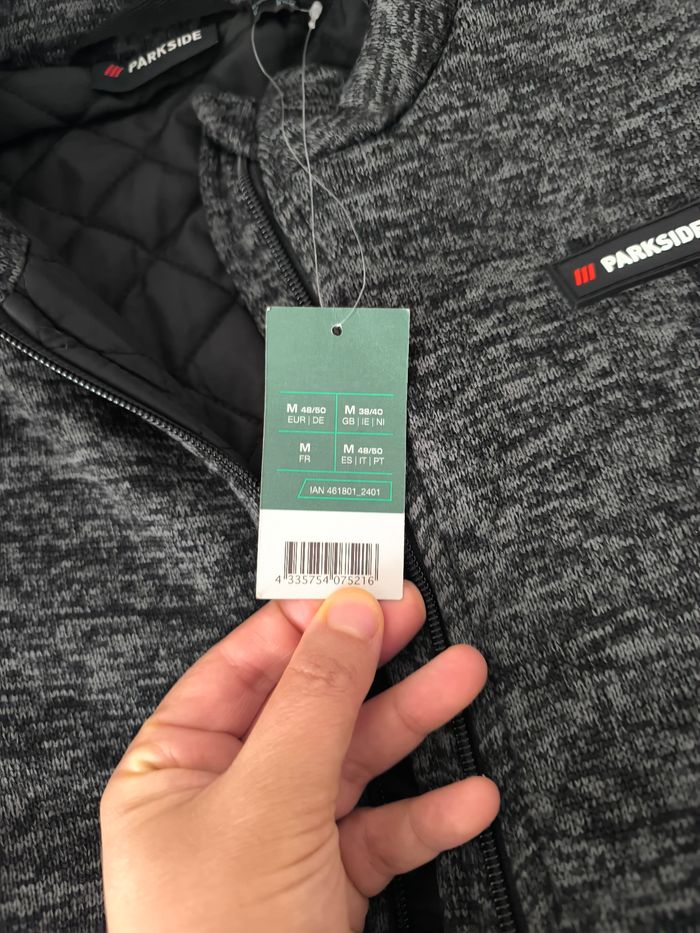 PARKSIDE
PARKSIDE
M 48/50
EUR | DE
M 38/40
GB | IE | NI
M
FR
M 48/50
ES | IT | PT
IAN 461801_2401
4 335754 075216